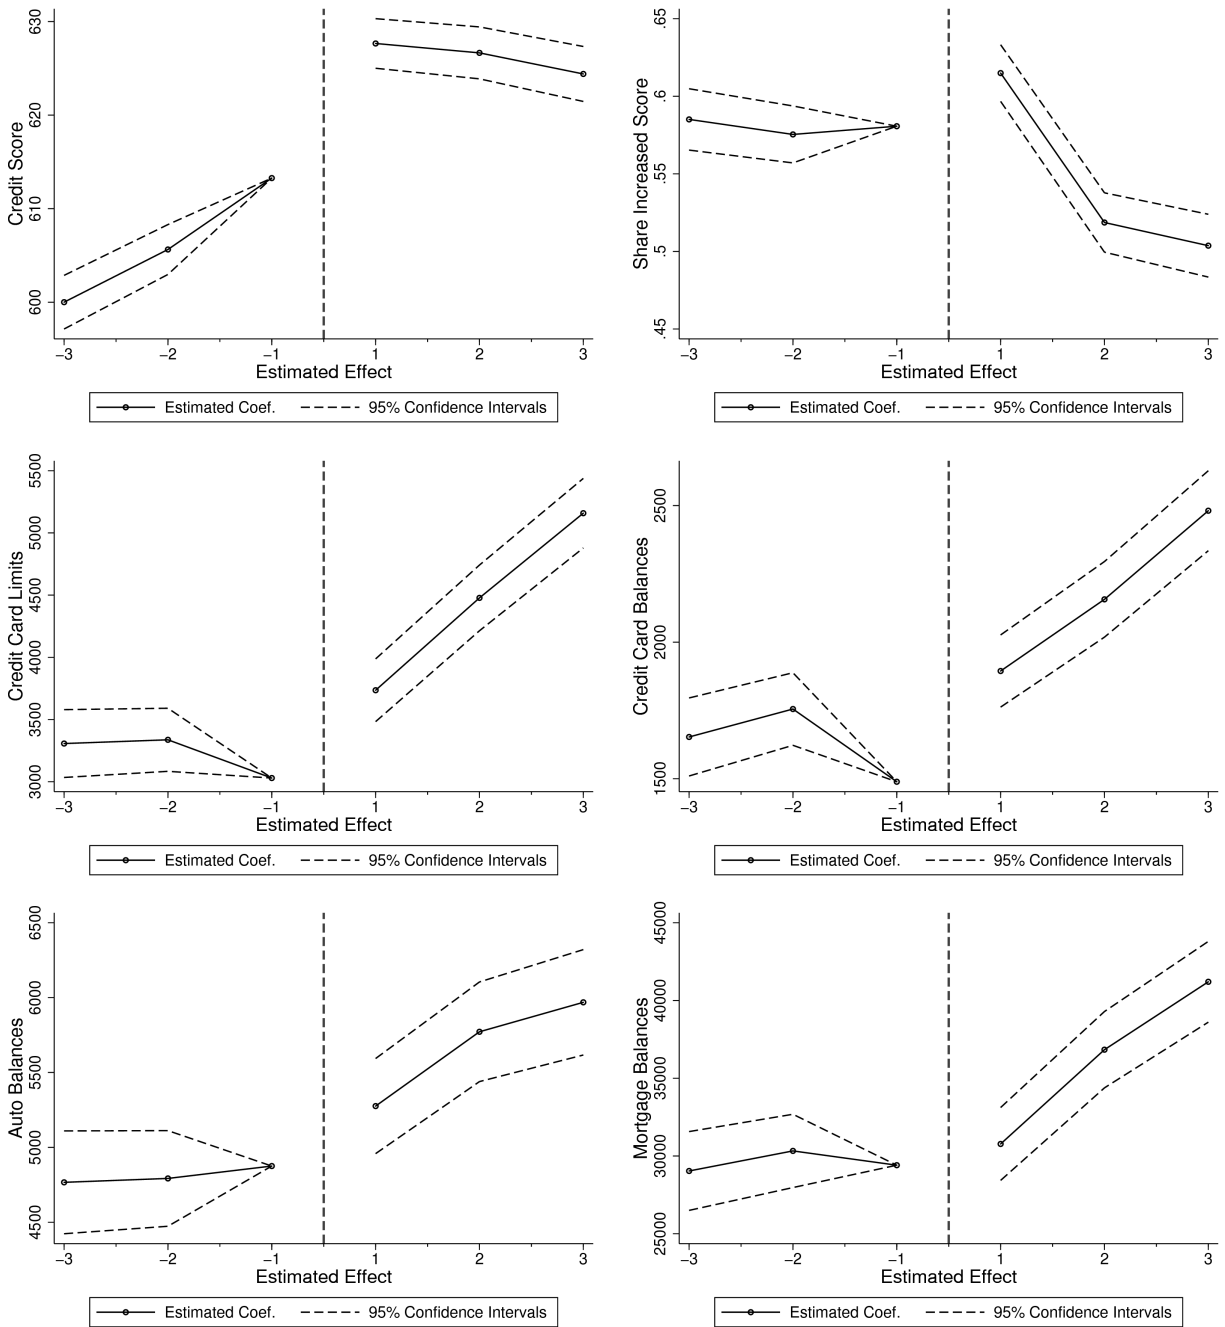 Credit Score
630
620
610
600
−3 −2 −1 1 2 3
Estimated Effect
Estimated Coef. 95% Confidence Intervals
Share Increased Score
.65
.6
.55
.5
.45
−3 −2 −1 1 2 3
Estimated Effect
Estimated Coef. 95% Confidence Intervals
Credit Card Limits
5500
5000
4500
4000
3500
3000
−3 −2 −1 1 2 3
Estimated Effect
Estimated Coef. 95% Confidence Intervals
Credit Card Balances
2500
2000
1500
−3 −2 −1 1 2 3
Estimated Effect
Estimated Coef. 95% Confidence Intervals
Auto Balances
6500
6000
5500
5000
4500
−3 −2 −1 1 2 3
Estimated Effect
Estimated Coef. 95% Confidence Intervals
Mortgage Balances
45000
40000
35000
30000
25000
−3 −2 −1 1 2 3
Estimated Effect
Estimated Coef. 95% Confidence Intervals